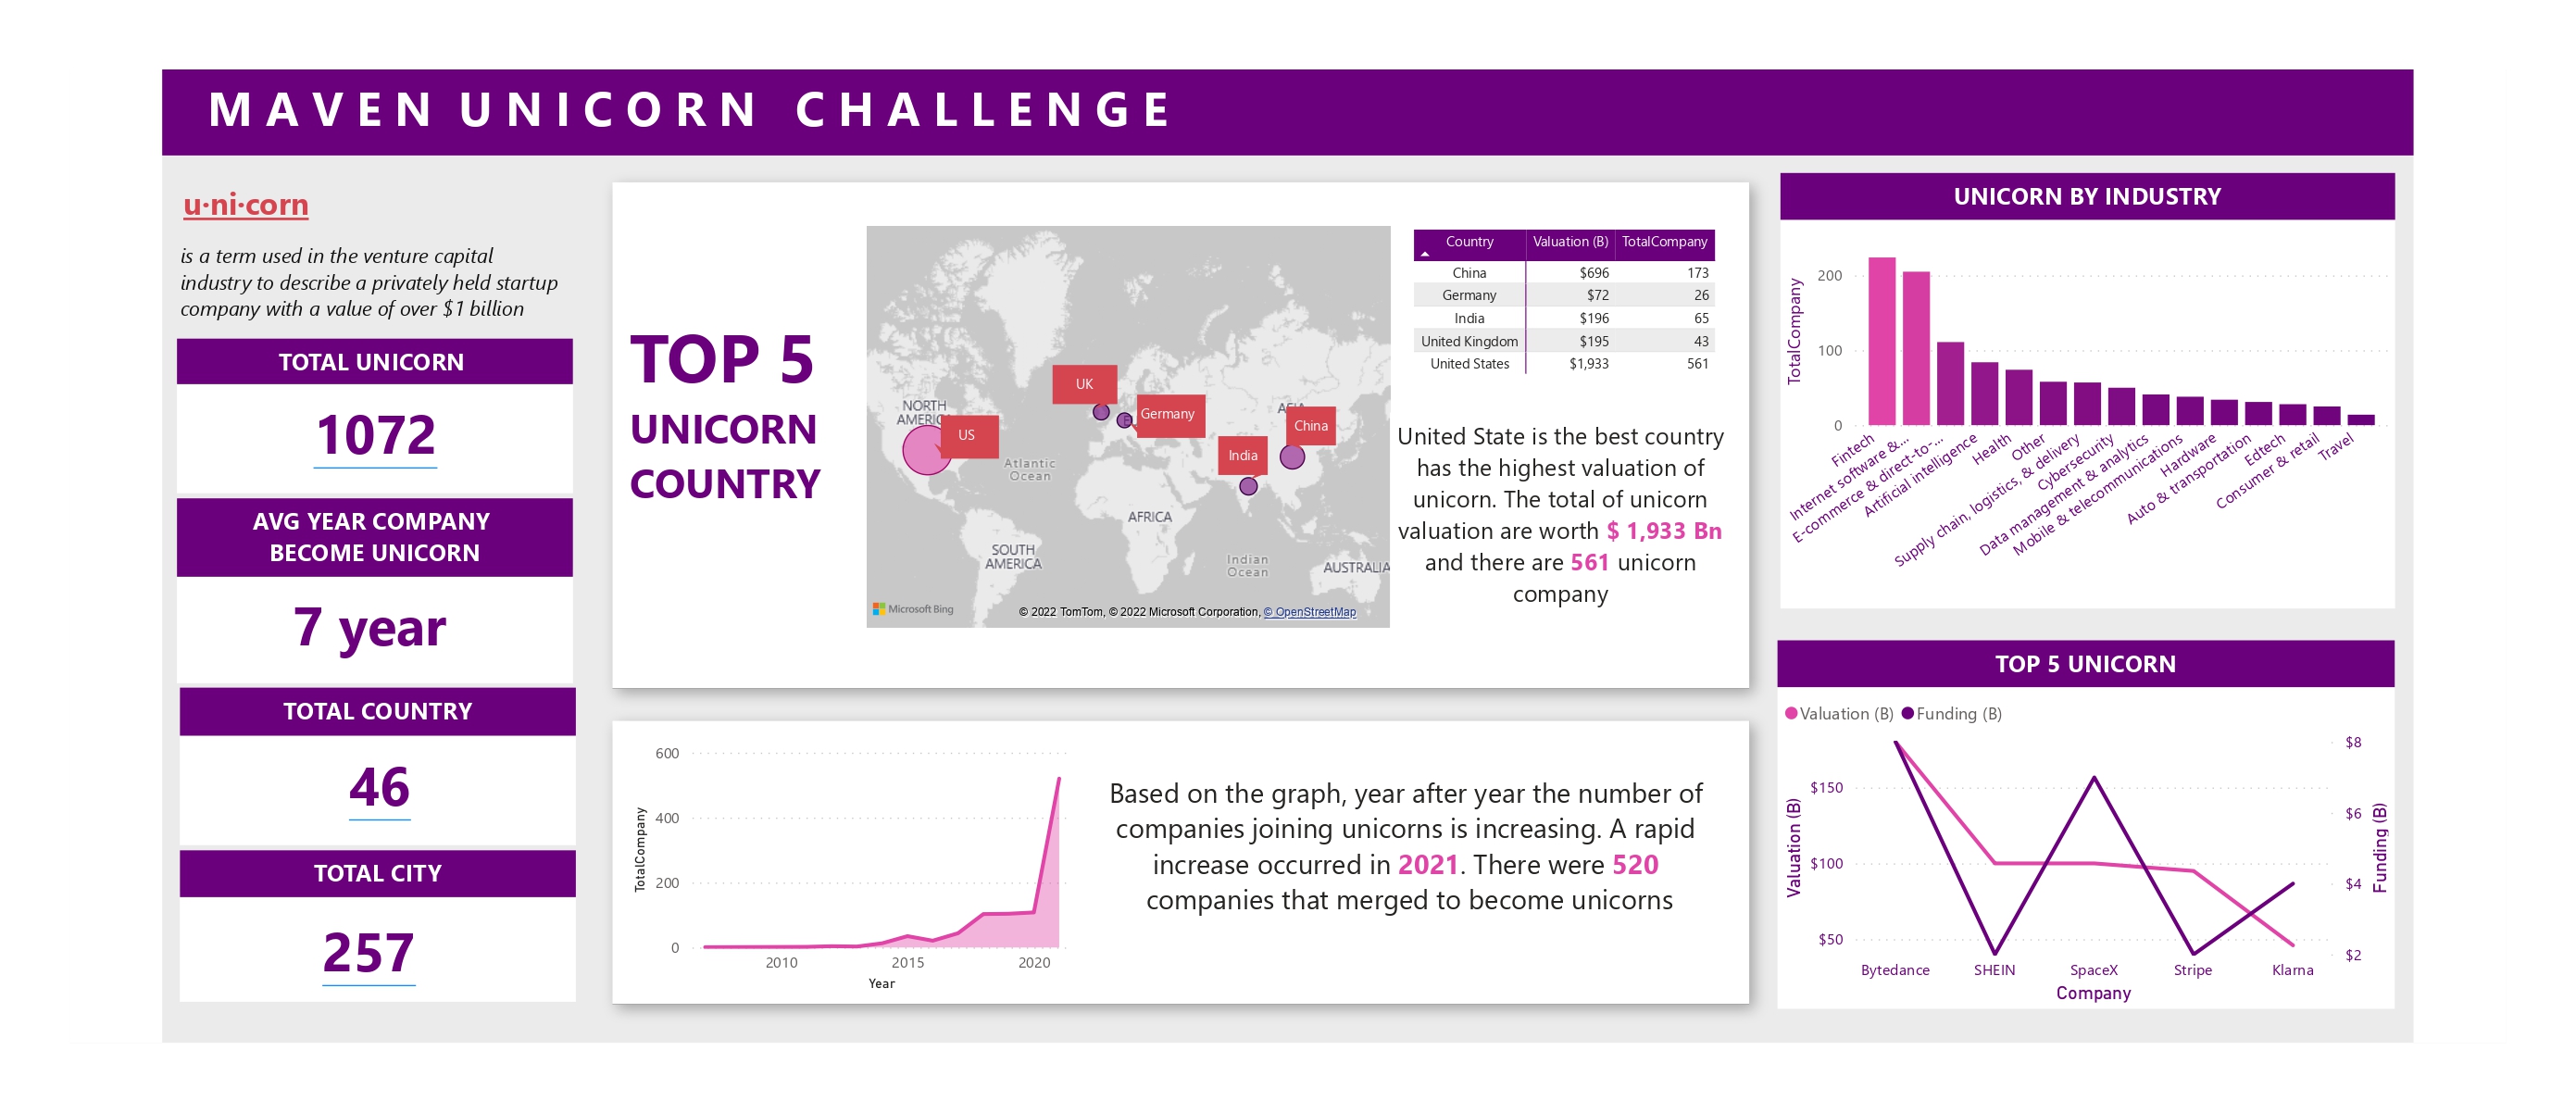 MAVEN UNICORN CHALLENGE
u·ni·corn
is a term used in the venture capital
industry to describe a privately held startup
company with a value of over $1 billion
TOTAL UNICORN
1072
AVG YEAR COMPANY
BECOME UNICORN
7 year
TOTAL COUNTRY
46
TOTAL CITY
257
TOP 5
UNICORN
COUNTRY
NORTH
AMERICA
US
UK
Germany
India
China
ASIA
Atlantic
Ocean
AFRICA
SOUTH
AMERICA
Indian
Ocean
AUSTRALIA
Microsoft Bing
© 2022 TomTom, © 2022 Microsoft Corporation, © OpenStreetMap
Country Valuation (B) TotalCompany
China $696 173
Germany $72 26
India $196 65
United Kingdom $195 43
United States $1,933 561
United State is the best country
has the highest valuation of
unicorn. The total of unicorn
valuation are worth $ 1,933 Bn
and there are 561 unicorn
company
600
400
200
0
TotalCompany
2010 2015 2020
Year
Based on the graph, year after year the number of
companies joining unicorns is increasing. A rapid
increase occurred in 2021. There were 520
companies that merged to become unicorns
UNICORN BY INDUSTRY
TotalCompany
200
100
0
Fintech
Internet software &...
E-commerce & direct-to-...
Artificial intelligence
Health
Other
Supply chain, logistics, & delivery
Cybersecurity
Data management & analytics
Mobile & telecommunications
Hardware
Auto & transportation
Edtech
Consumer & retail
Travel
TOP 5 UNICORN
Valuation (B) Funding (B)
Valuation (B)
$150
$100
$50
$8
$6
$4
$2
Funding (B)
Bytedance SHEIN SpaceX Stripe Klarna
Company